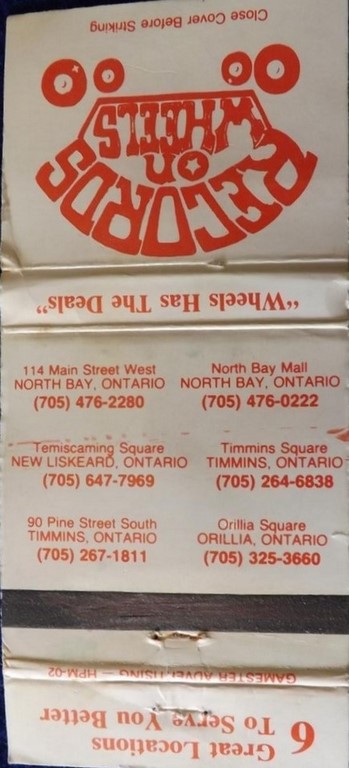 Close Cover Before Striking
RECORDS
ON
WHEELS
"Wheels Has The Deals"
114 Main Street West
NORTH BAY, ONTARIO
(705) 476-2280
North Bay Mall
NORTH BAY, ONTARIO
(705) 476-0222
Temiscaming Square
NEW LISKEARD, ONTARIO
(705) 647-7969
Timmins Square
TIMMINS, ONTARIO
(705) 264-6838
90 Pine Street South
TIMMINS, ONTARIO
(705) 267-1811
Orillia Square
ORILLIA, ONTARIO
(705) 325-3660
GAMESTER ADVERTISING — HPM-02
6 Great Locations
To Serve You Better